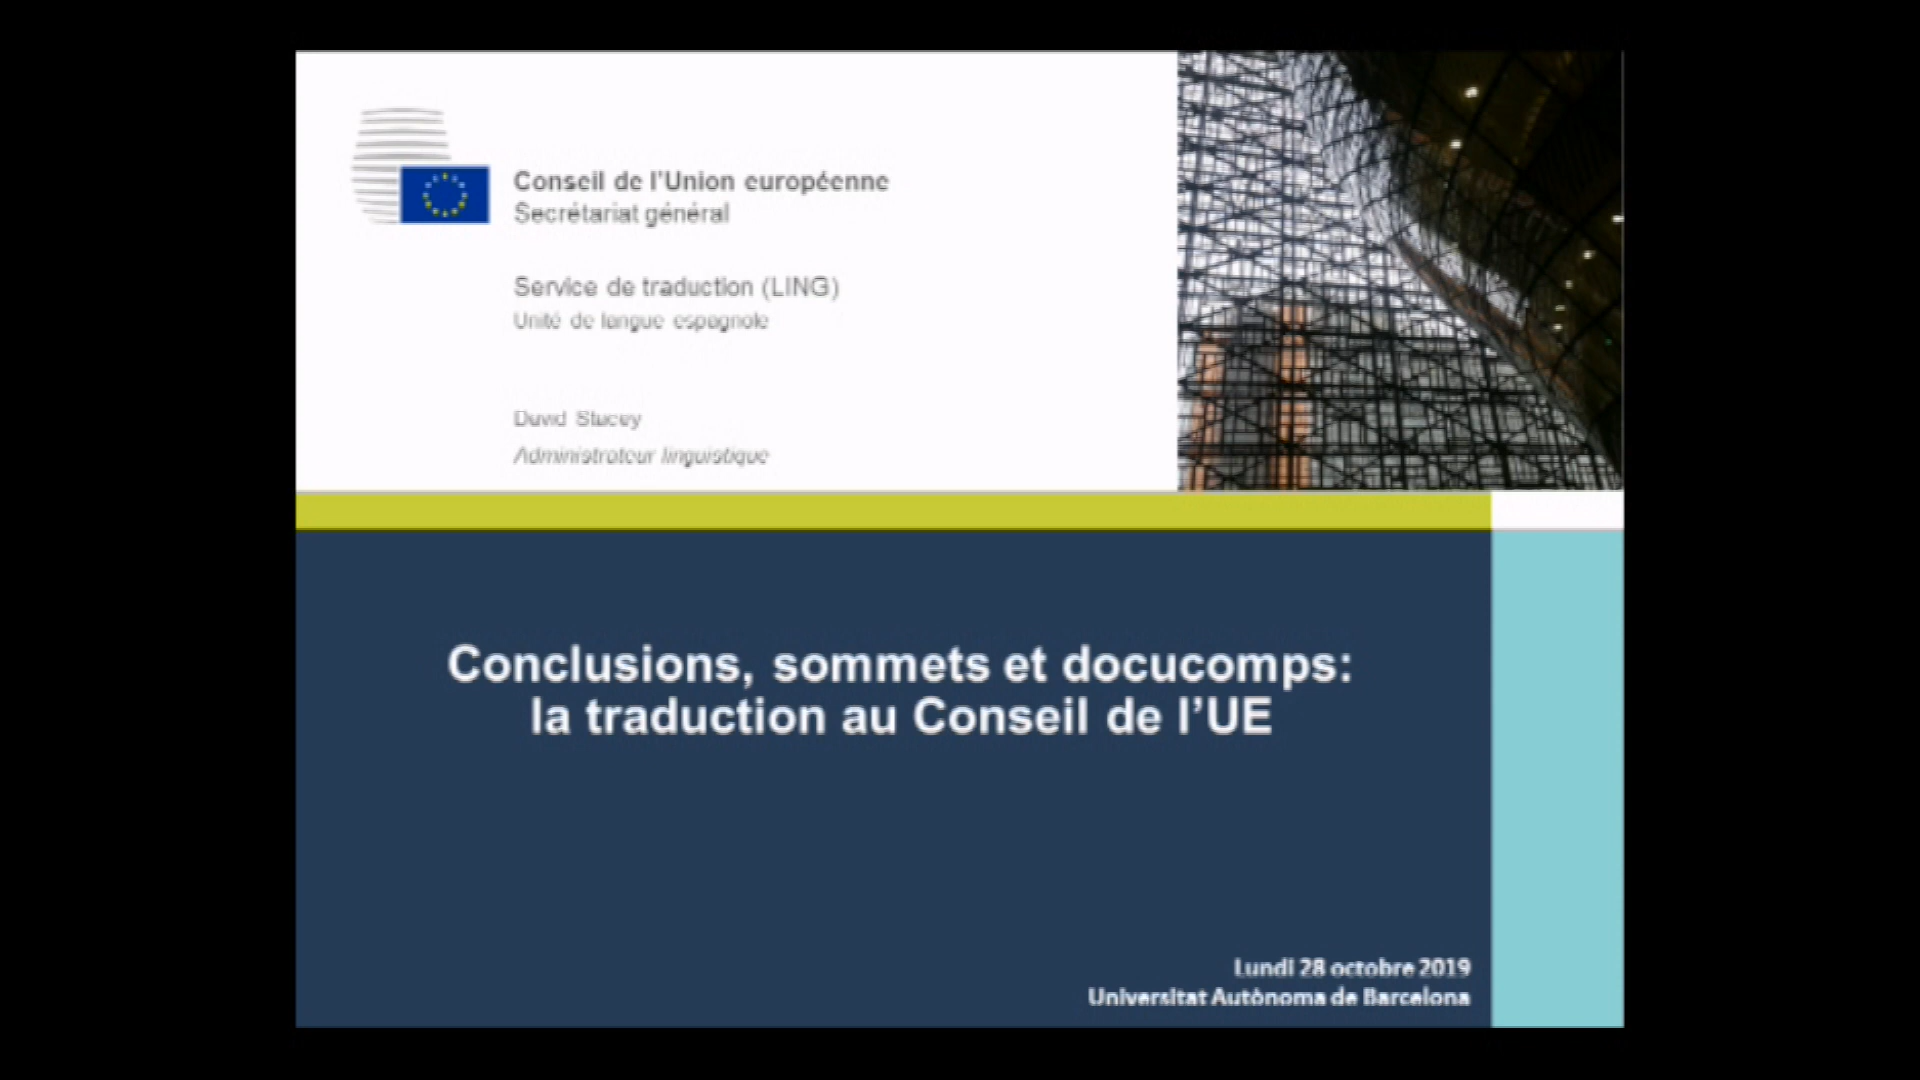 Conseil de l'Union européenne
Secrétariat général
Service de traduction (LING)
Unité de langue espagnole
David Stacey
Administrateur linguistique
Conclusions, sommets et docucomps:
la traduction au Conseil de l’UE
Lundi 28 octobre 2019
Universitat Autònoma de Barcelona